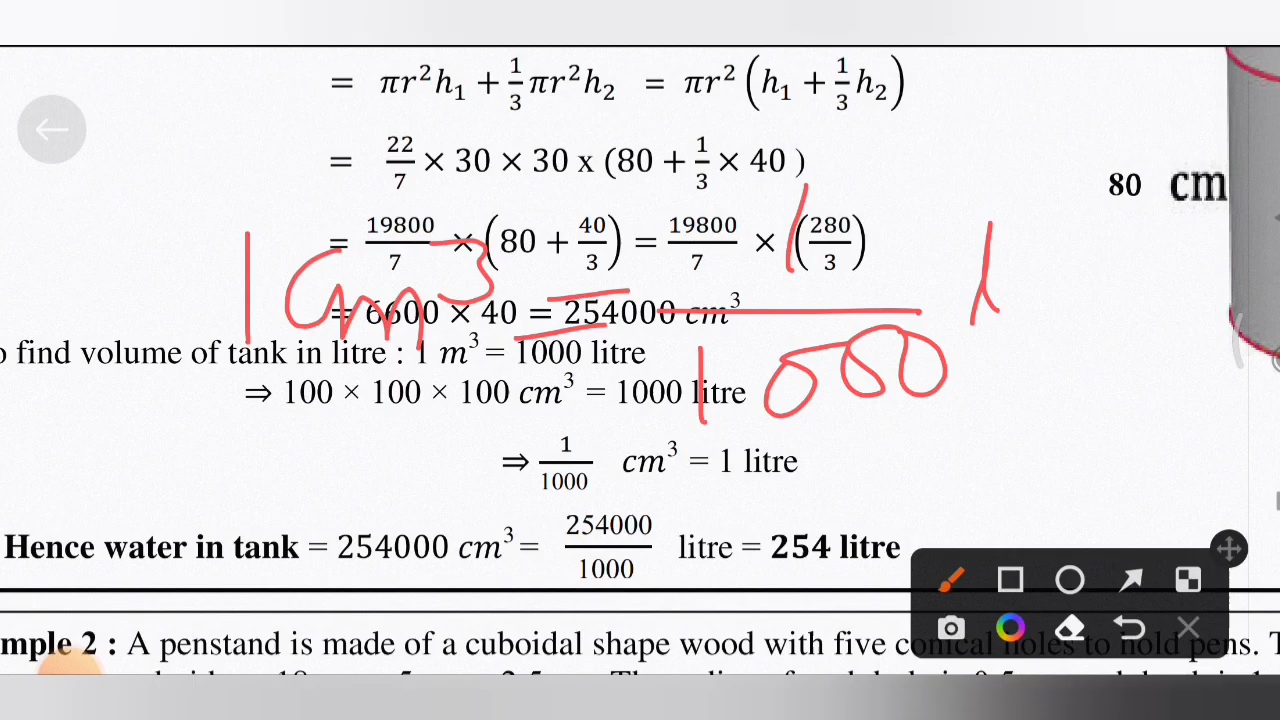 = πr²h₁ + 1/3 πr²h₂ = πr² (h₁ + 1/3 h₂)
= 22/7 × 30 × 30 x (80 + 1/3 × 40 )
80 cm
= 19800/7 × (80 + 40/3) = 19800/7 × (280/3)
1 cm³ = 1/1000 l
= 6600 × 40 = 254000 cm³
o find volume of tank in litre : 1 m³ = 1000 litre
⇒ 100 × 100 × 100 cm³ = 1000 litre
⇒ 1/1000 cm³ = 1 litre
Hence water in tank = 254000 cm³ = 254000/1000 litre = 254 litre
mple 2 : A penstand is made of a cuboidal shape wood with five conical holes to hold pens. T